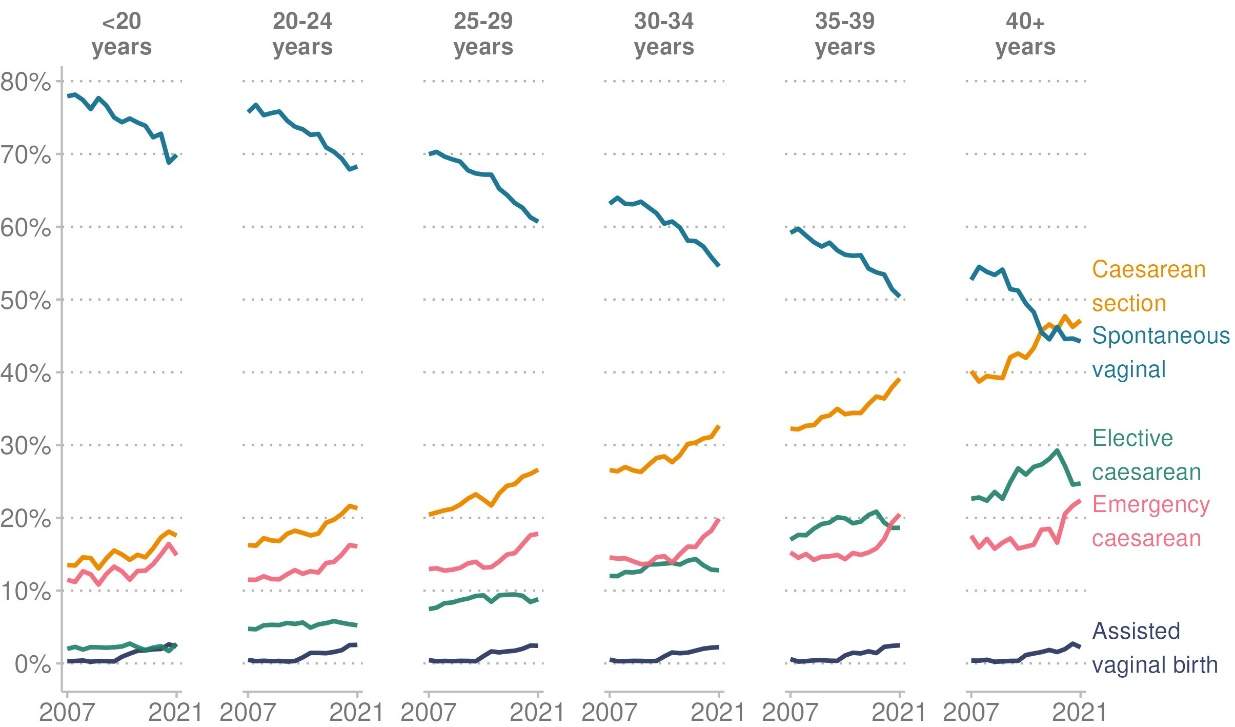 <20 years
20-24 years
25-29 years
30-34 years
35-39 years
40+ years
80%
70%
60%
50%
40%
30%
20%
10%
0%
Caesarean
section
Spontaneous
vaginal
Elective
caesarean
Emergency
caesarean
Assisted
vaginal birth
2007 2021 2007 2021 2007 2021 2007 2021 2007 2021 2007 2021